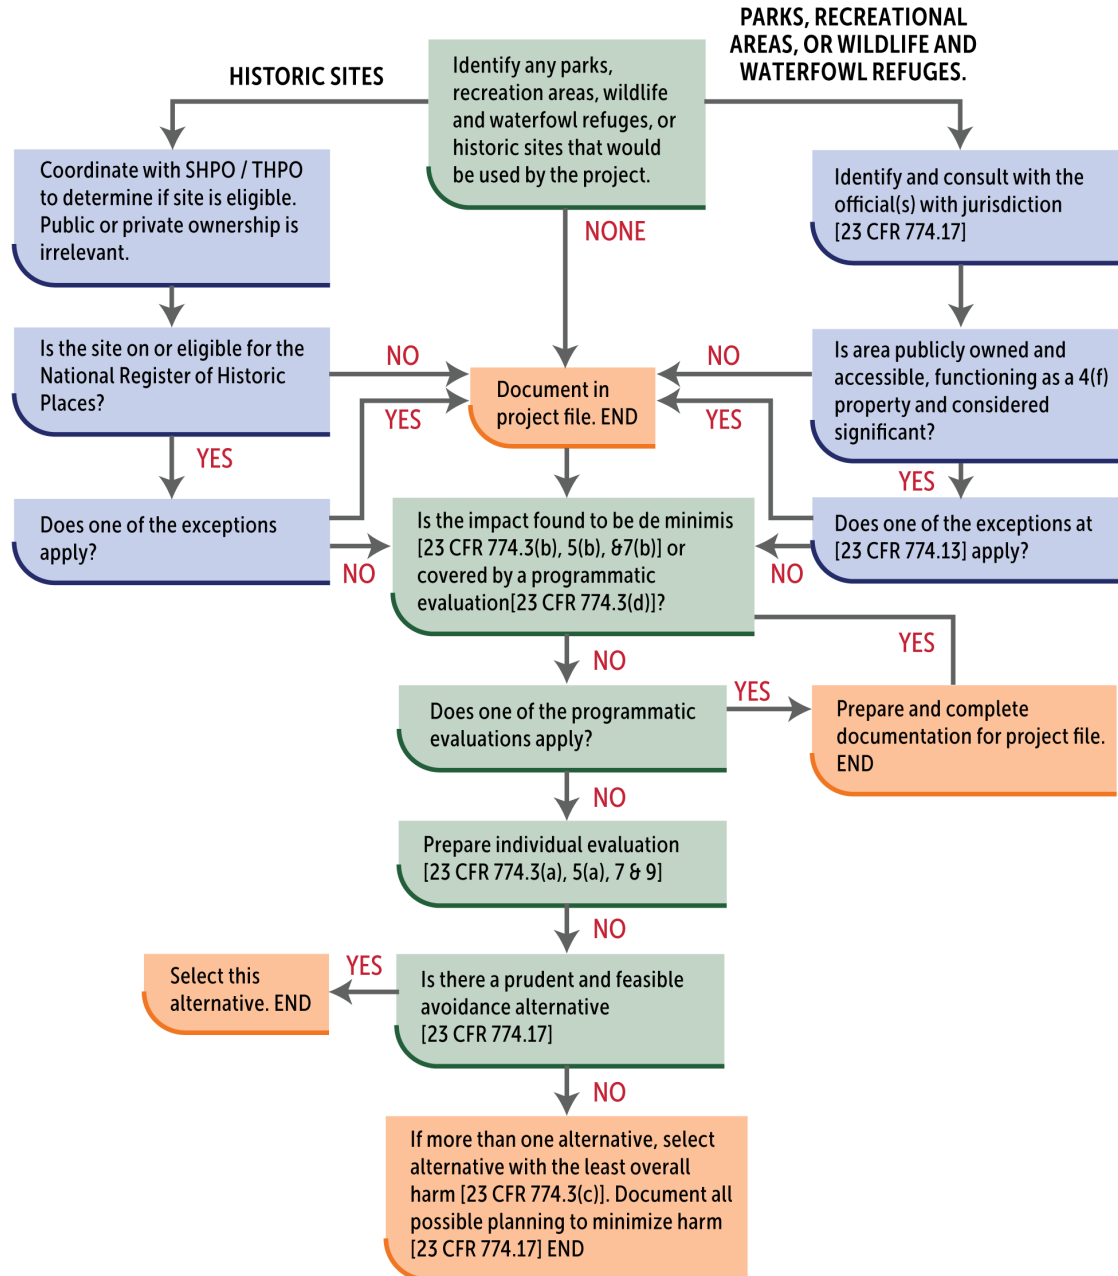 PARKS, RECREATIONAL
AREAS, OR WILDLIFE AND
WATERFOWL REFUGES.
HISTORIC SITES
Identify any parks,
recreation areas, wildlife
and waterfowl refuges, or
historic sites that would
be used by the project.
Coordinate with SHPO / THPO
to determine if site is eligible.
Public or private ownership is
irrelevant.
Identify and consult with the
official(s) with jurisdiction
[23 CFR 774.17]
NONE
Is the site on or eligible for the
National Register of Historic
Places?
NO
YES
Document in
project file. END
NO
YES
Is area publicly owned and
accessible, functioning as a 4(f)
property and considered
significant?
YES
YES
Does one of the exceptions
apply?
NO
Is the impact found to be de minimis
[23 CFR 774.3(b), 5(b), &7(b)] or
covered by a programmatic
evaluation[23 CFR 774.3(d)]?
Does one of the exceptions at
[23 CFR 774.13] apply?
NO
YES
NO
Does one of the programmatic
evaluations apply?
YES
Prepare and complete
documentation for project file.
END
NO
Prepare individual evaluation
[23 CFR 774.3(a), 5(a), 7 & 9]
NO
Select this
alternative. END
YES
Is there a prudent and feasible
avoidance alternative
[23 CFR 774.17]
NO
If more than one alternative, select
alternative with the least overall
harm [23 CFR 774.3(c)]. Document all
possible planning to minimize harm
[23 CFR 774.17] END